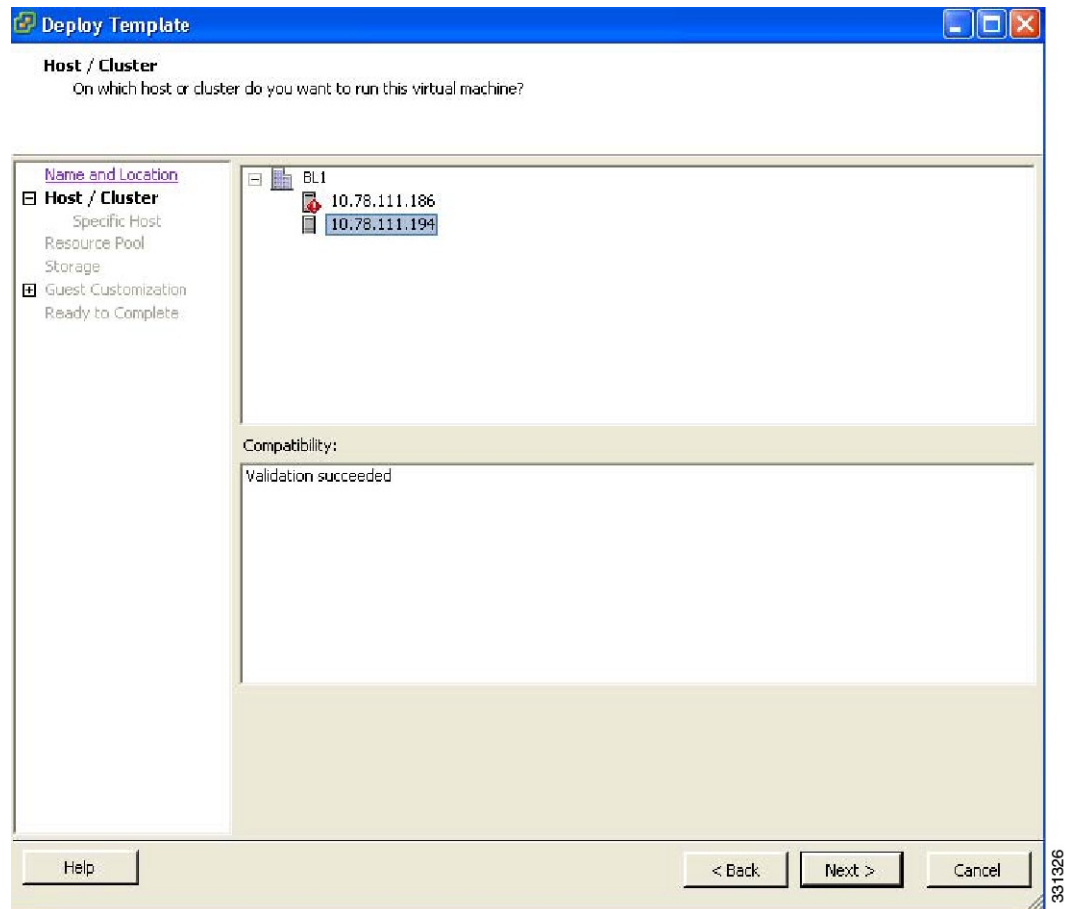 Deploy Template
Host / Cluster
On which host or cluster do you want to run this virtual machine?
Name and Location
Host / Cluster
Specific Host
Resource Pool
Storage
Guest Customization
Ready to Complete
BL1
10.78.111.186
10.78.111.194
Compatibility:
Validation succeeded
Help
< Back
Next >
Cancel
331326